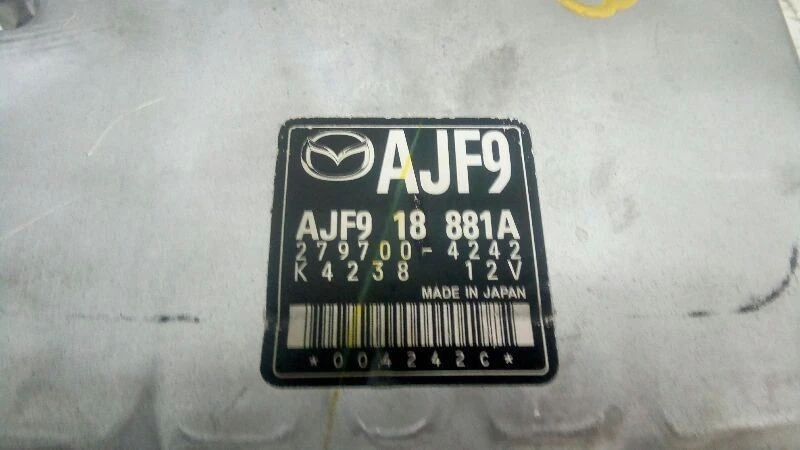 AJF9
AJF9 18 881A
279700-4242
K4238 12V
MADE IN JAPAN
*004242C*